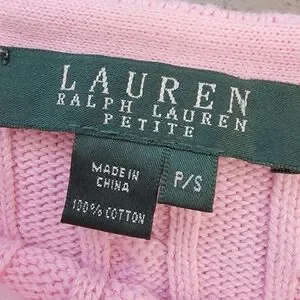 LAUREN
RALPH LAUREN
PETITE
MADE IN
CHINA
100% COTTON
P/S